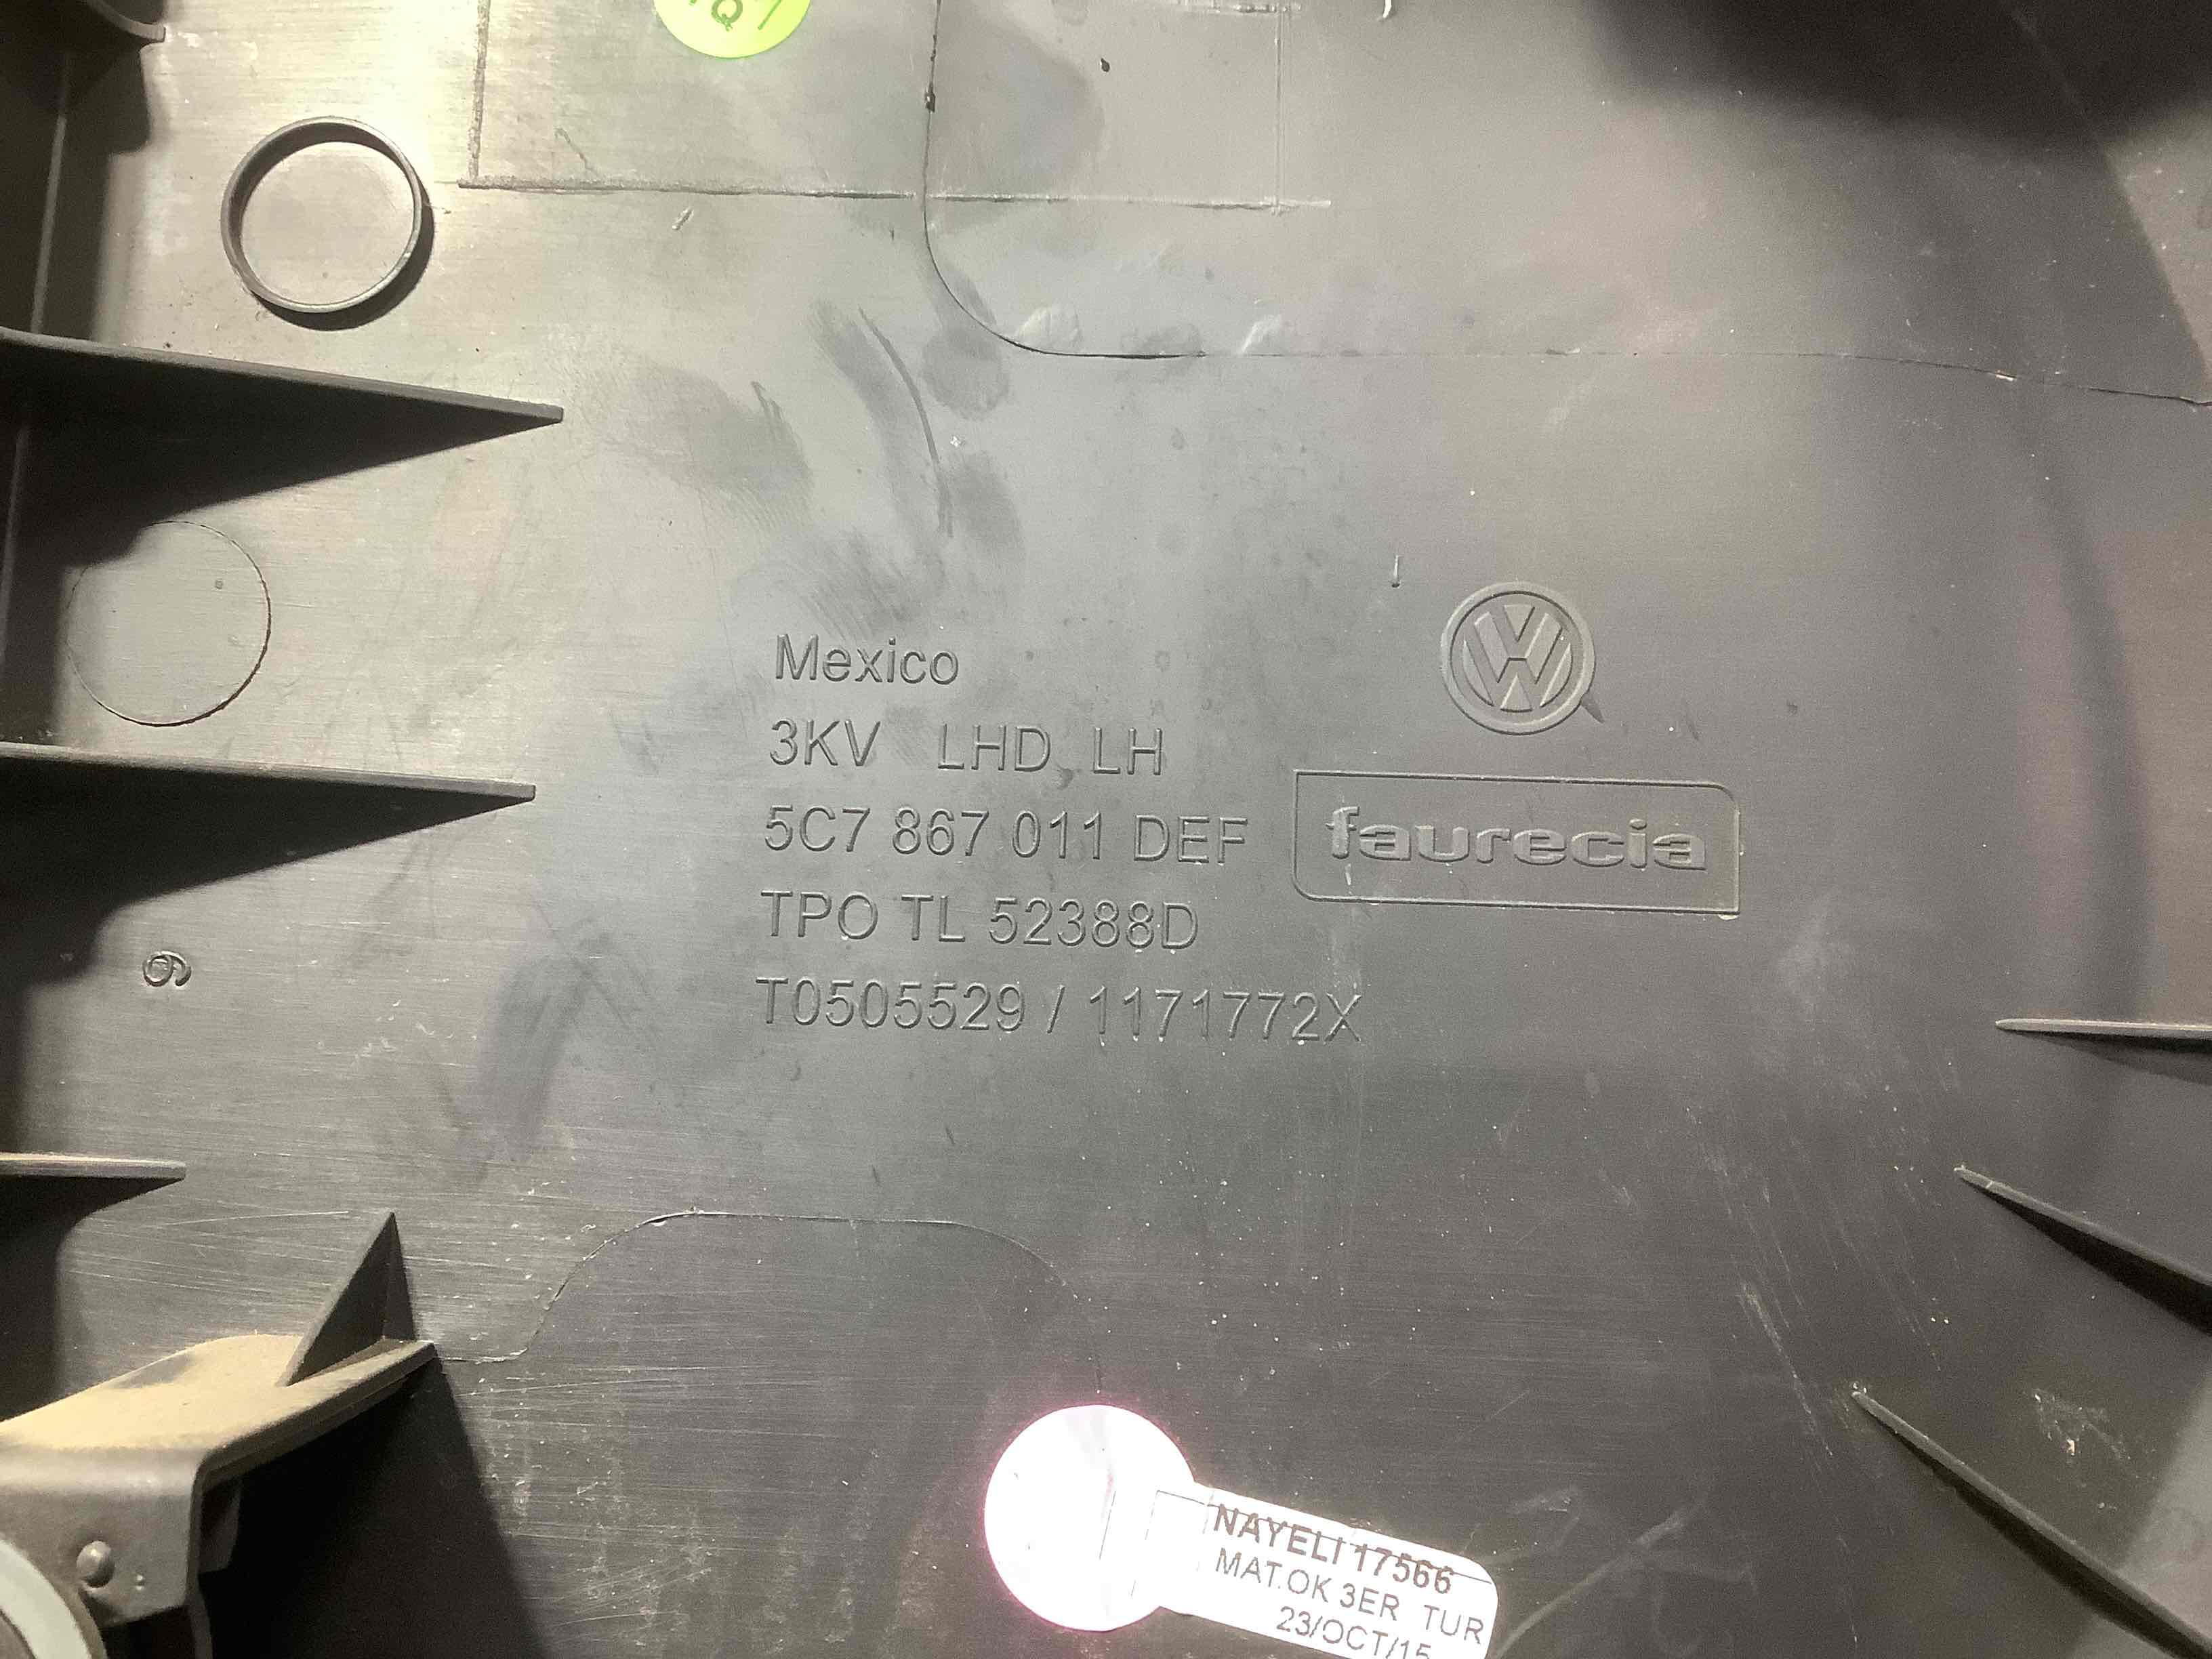 Mexico
3KV LHD LH
5C7 867 011 DEF
faurecia
TPO TL 52388D
T0505529 / 1171772X
9
NAYELI 17566
MAT.OK 3ER TUR
23/OCT/15